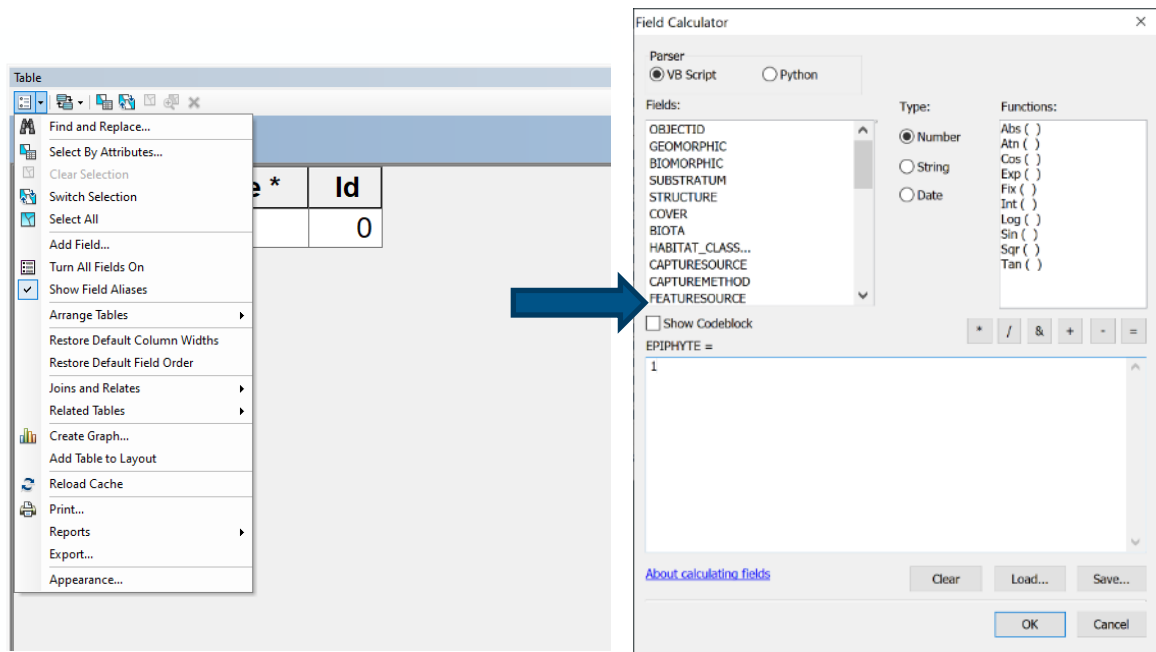 Table
Find and Replace...
Select By Attributes...
Clear Selection
Switch Selection
Select All
Add Field...
Turn All Fields On
Show Field Aliases
Arrange Tables
Restore Default Column Widths
Restore Default Field Order
Joins and Relates
Related Tables
Create Graph...
Add Table to Layout
Reload Cache
Print...
Reports
Export...
Appearance...
e * Id
0
Field Calculator
Parser
VB Script Python
Fields: Type: Functions:
OBJECTID
GEOMORPHIC
BIOMORPHIC
SUBSTRATUM
STRUCTURE
COVER
BIOTA
HABITAT_CLASS...
CAPTURESOURCE
CAPTUREMETHOD
FEATURESOURCE
Number
String
Date
Abs ( )
Atn ( )
Cos ( )
Exp ( )
Fix ( )
Int ( )
Log ( )
Sin ( )
Sqr ( )
Tan ( )
Show Codeblock
* / & + - =
EPIPHYTE =
1
About calculating fields
Clear Load... Save...
OK Cancel